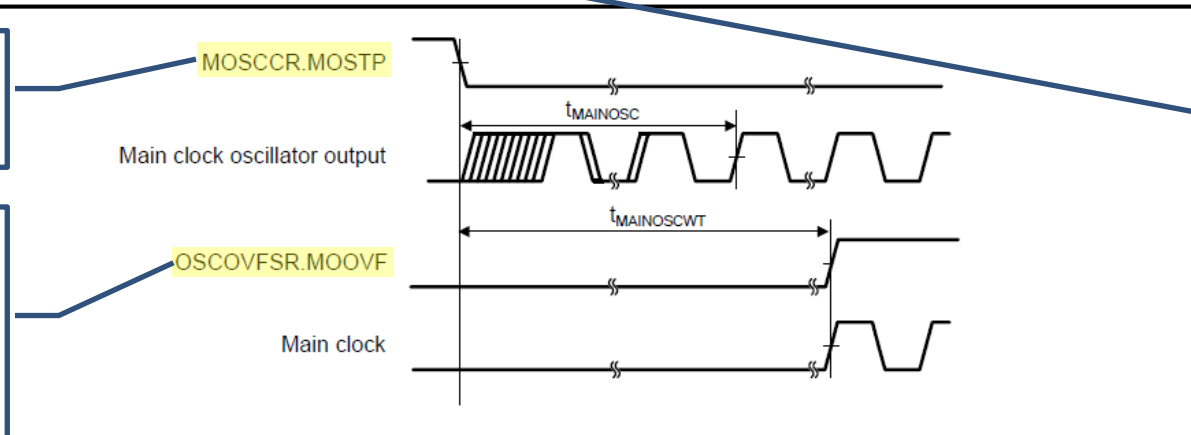 MOSCCR.MOSTP
tMAINOSC
Main clock oscillator output
tMAINOSCWT
OSCOVFSR.MOOVF
Main clock